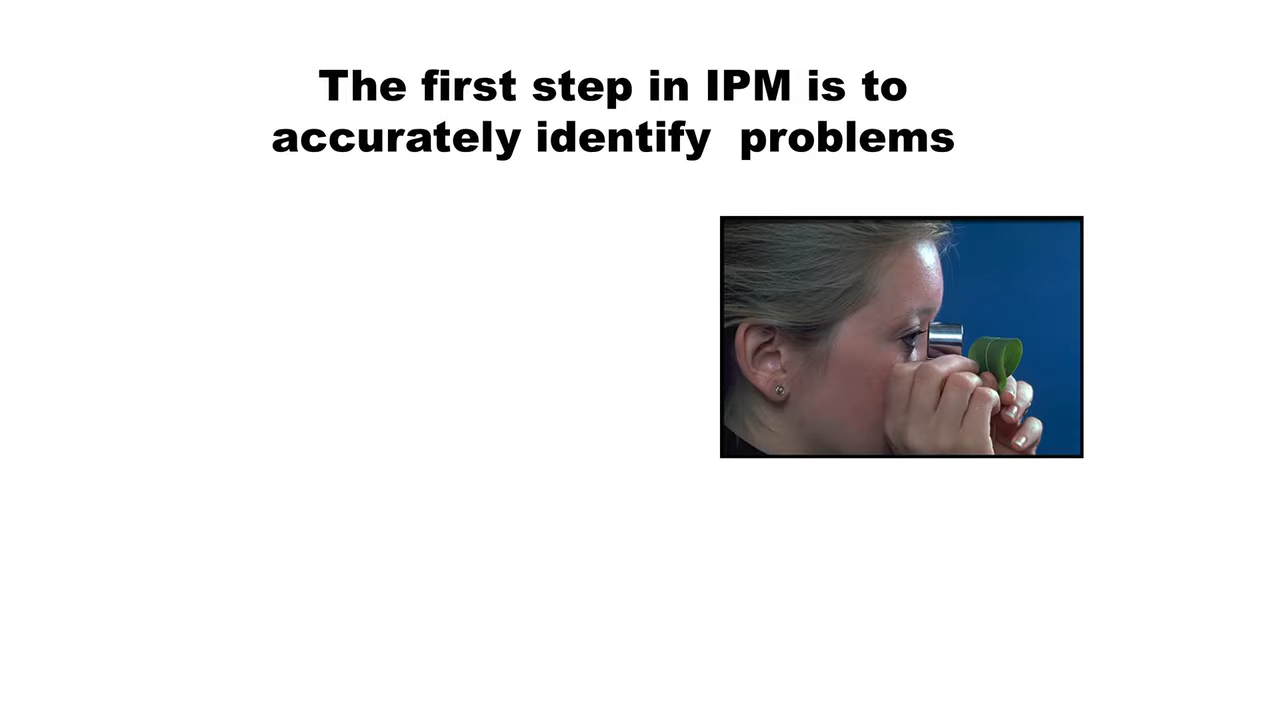 The first step in IPM is to
accurately identify  problems